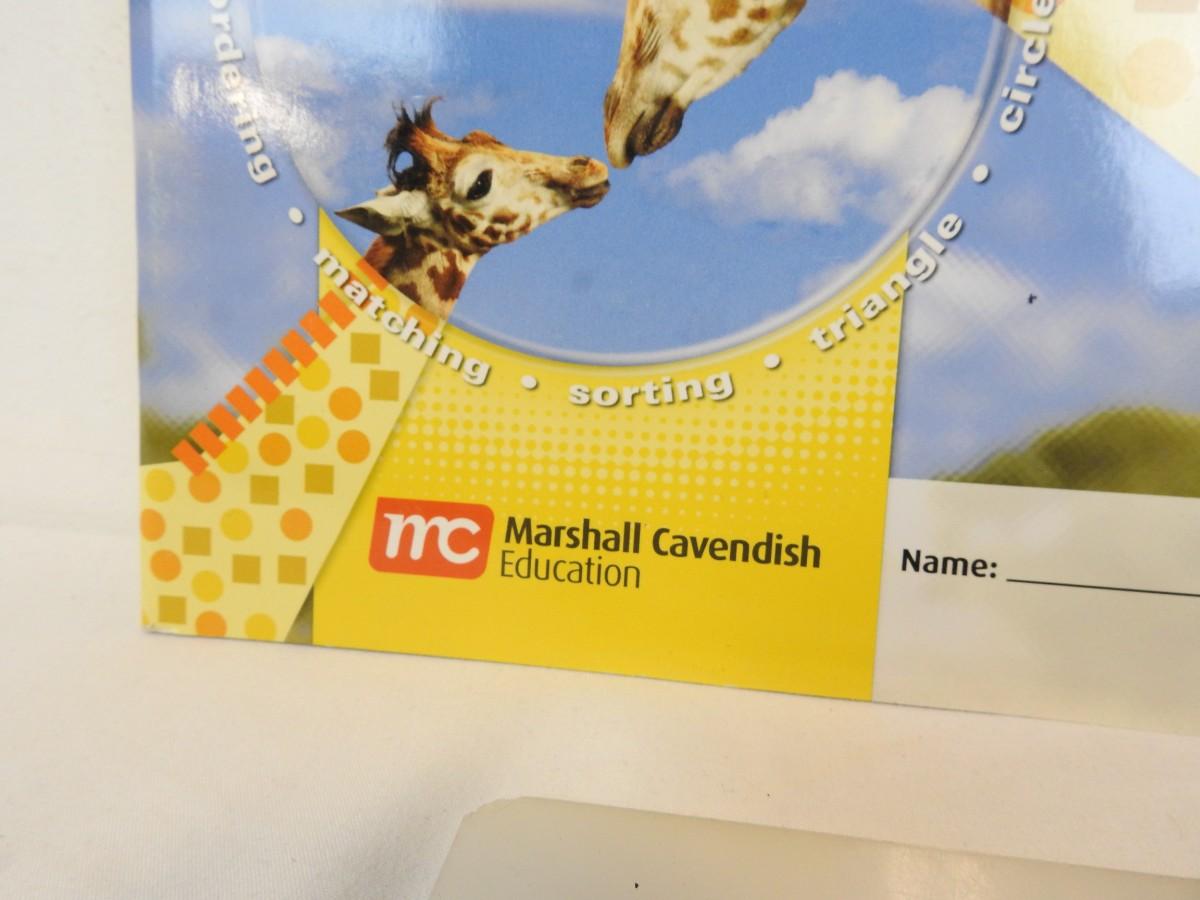 ordering • matching • sorting • triangle • circle
mc Marshall Cavendish
Education
Name: